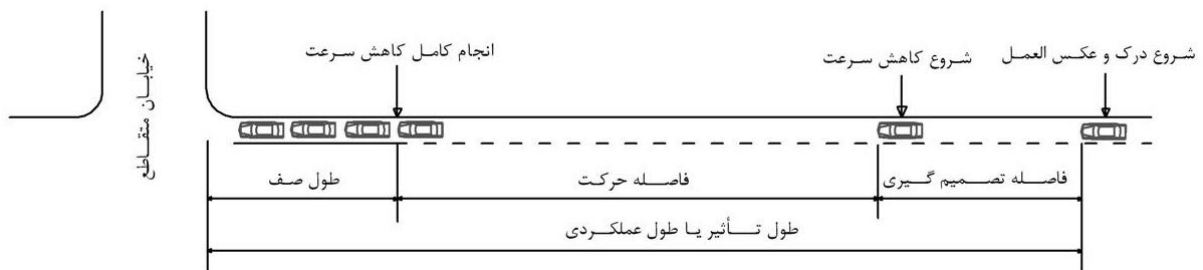 شروع درک و عکس العمل
شروع کاهش سرعت
انجام کامل کاهش سرعت
خیابان متقاطع
فاصله تصمیم گیری
فاصله حرکت
طول صف
طول تأثیر یا طول عملکردی